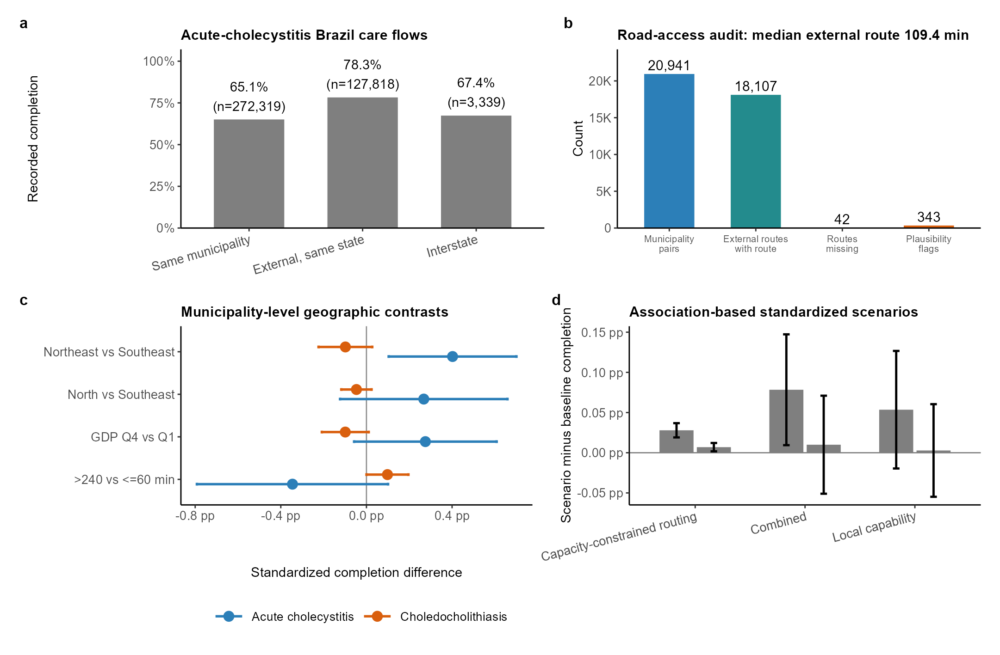 a
Acute-cholecystitis Brazil care flows
Recorded completion
100%
75%
50%
25%
0%
65.1%
(n=272,319)
78.3%
(n=127,818)
67.4%
(n=3,339)
Same municipality
External, same state
Interstate
b
Road-access audit: median external route 109.4 min
Count
20K
15K
10K
5K
0
20,941
18,107
42
343
Municipality
pairs
External routes
with route
Routes
missing
Plausibility
flags
c
Municipality-level geographic contrasts
Northeast vs Southeast
North vs Southeast
GDP Q4 vs Q1
>240 vs <=60 min
-0.8 pp
-0.4 pp
0.0 pp
0.4 pp
Standardized completion difference
Acute cholecystitis
Choledocholithiasis
d
Association-based standardized scenarios
Scenario minus baseline completion
0.15 pp
0.10 pp
0.05 pp
0.00 pp
-0.05 pp
Capacity-constrained routing
Combined
Local capability